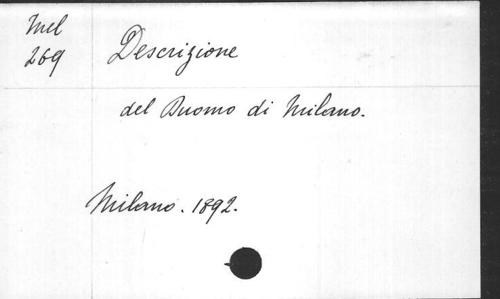 Mel
269
Descrizione
del Duomo di Milano.
Milano. 1892.